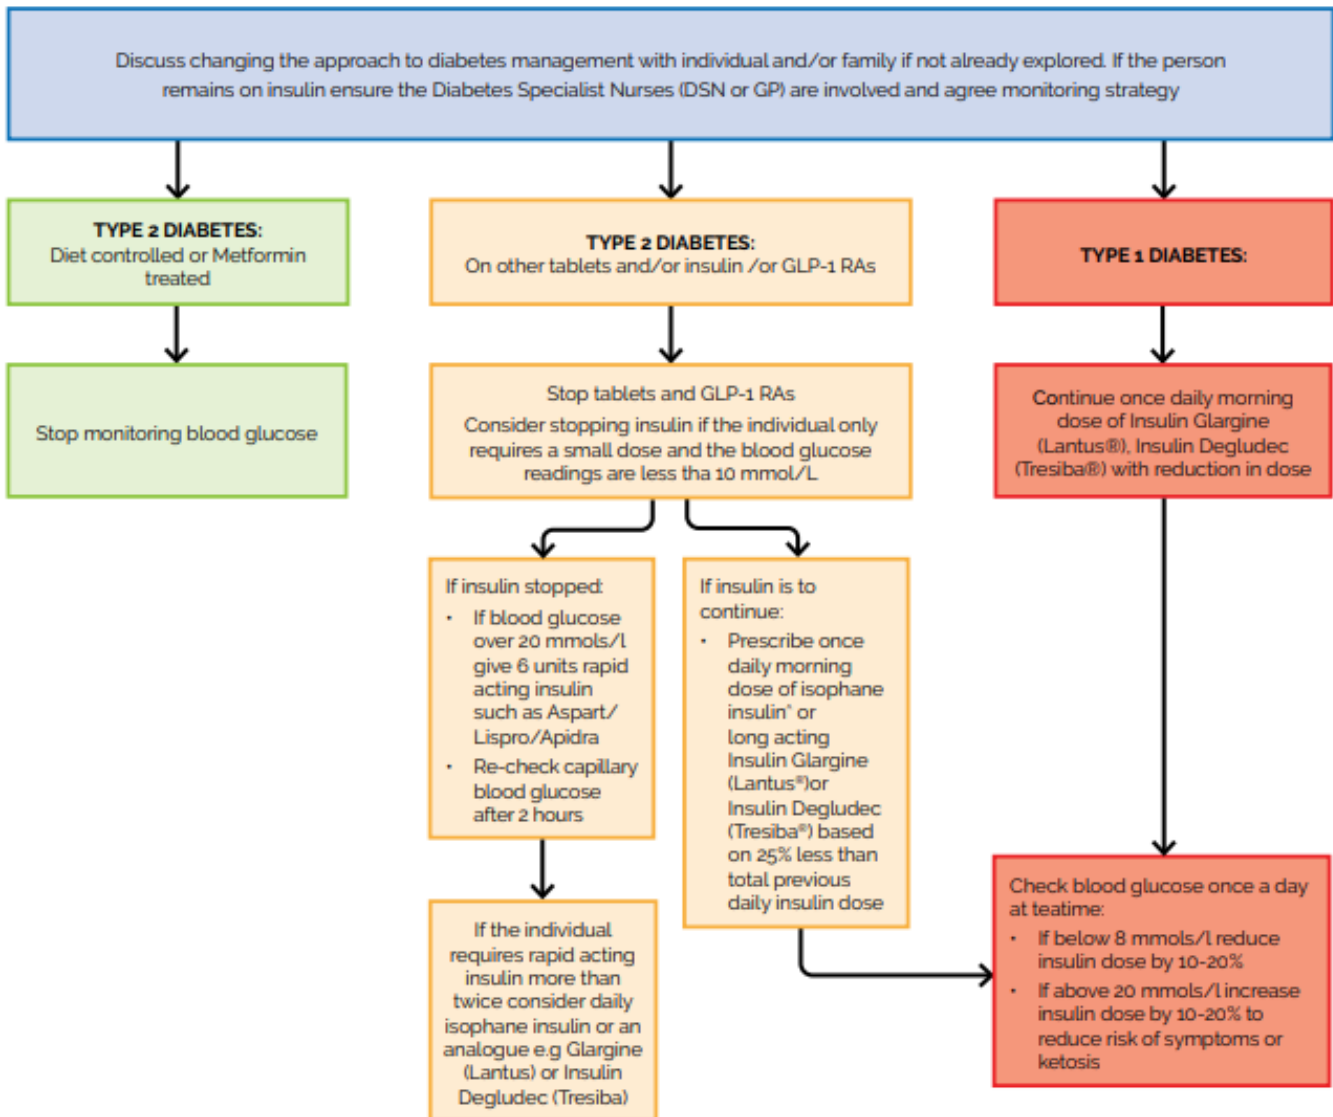 Discuss changing the approach to diabetes management with individual and/or family if not already explored. If the person
remains on insulin ensure the Diabetes Specialist Nurses (DSN or GP) are involved and agree monitoring strategy
TYPE 2 DIABETES:
Diet controlled or Metformin
treated
Stop monitoring blood glucose
TYPE 2 DIABETES:
On other tablets and/or insulin /or GLP-1 RAs
Stop tablets and GLP-1 RAs
Consider stopping insulin if the individual only
requires a small dose and the blood glucose
readings are less tha 10 mmol/L
If insulin stopped:
• If blood glucose
over 20 mmols/l
give 6 units rapid
acting insulin
such as Aspart/
Lispro/Apidra
• Re-check capillary
blood glucose
after 2 hours
If the individual
requires rapid acting
insulin more than
twice consider daily
isophane insulin or an
analogue e.g Glargine
(Lantus) or Insulin
Degludec (Tresiba)
If insulin is to
continue:
• Prescribe once
daily morning
dose of isophane
insulin^ or
long acting
Insulin Glargine
(Lantus®)or
Insulin Degludec
(Tresiba®) based
on 25% less than
total previous
daily insulin dose
TYPE 1 DIABETES:
Continue once daily morning
dose of Insulin Glargine
(Lantus®), Insulin Degludec
(Tresiba®) with reduction in dose
Check blood glucose once a day
at teatime:
• If below 8 mmols/l reduce
insulin dose by 10-20%
• If above 20 mmols/l increase
insulin dose by 10-20% to
reduce risk of symptoms or
ketosis